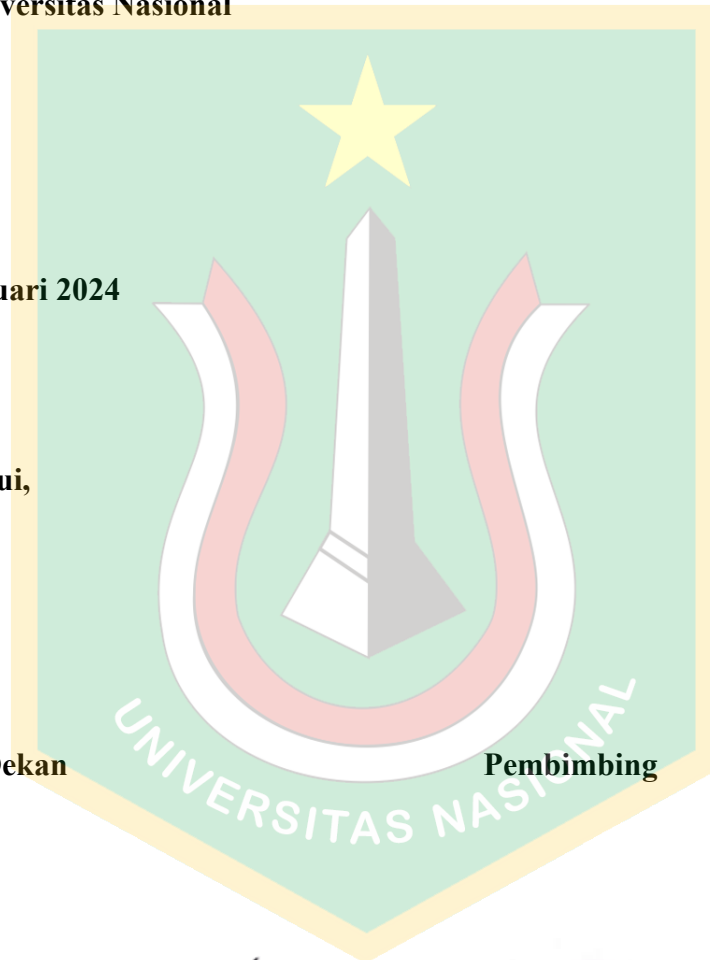 versitas Nasional
uari 2024
ui,
ekan Pembimbing
UNIVERSITAS NASIONAL